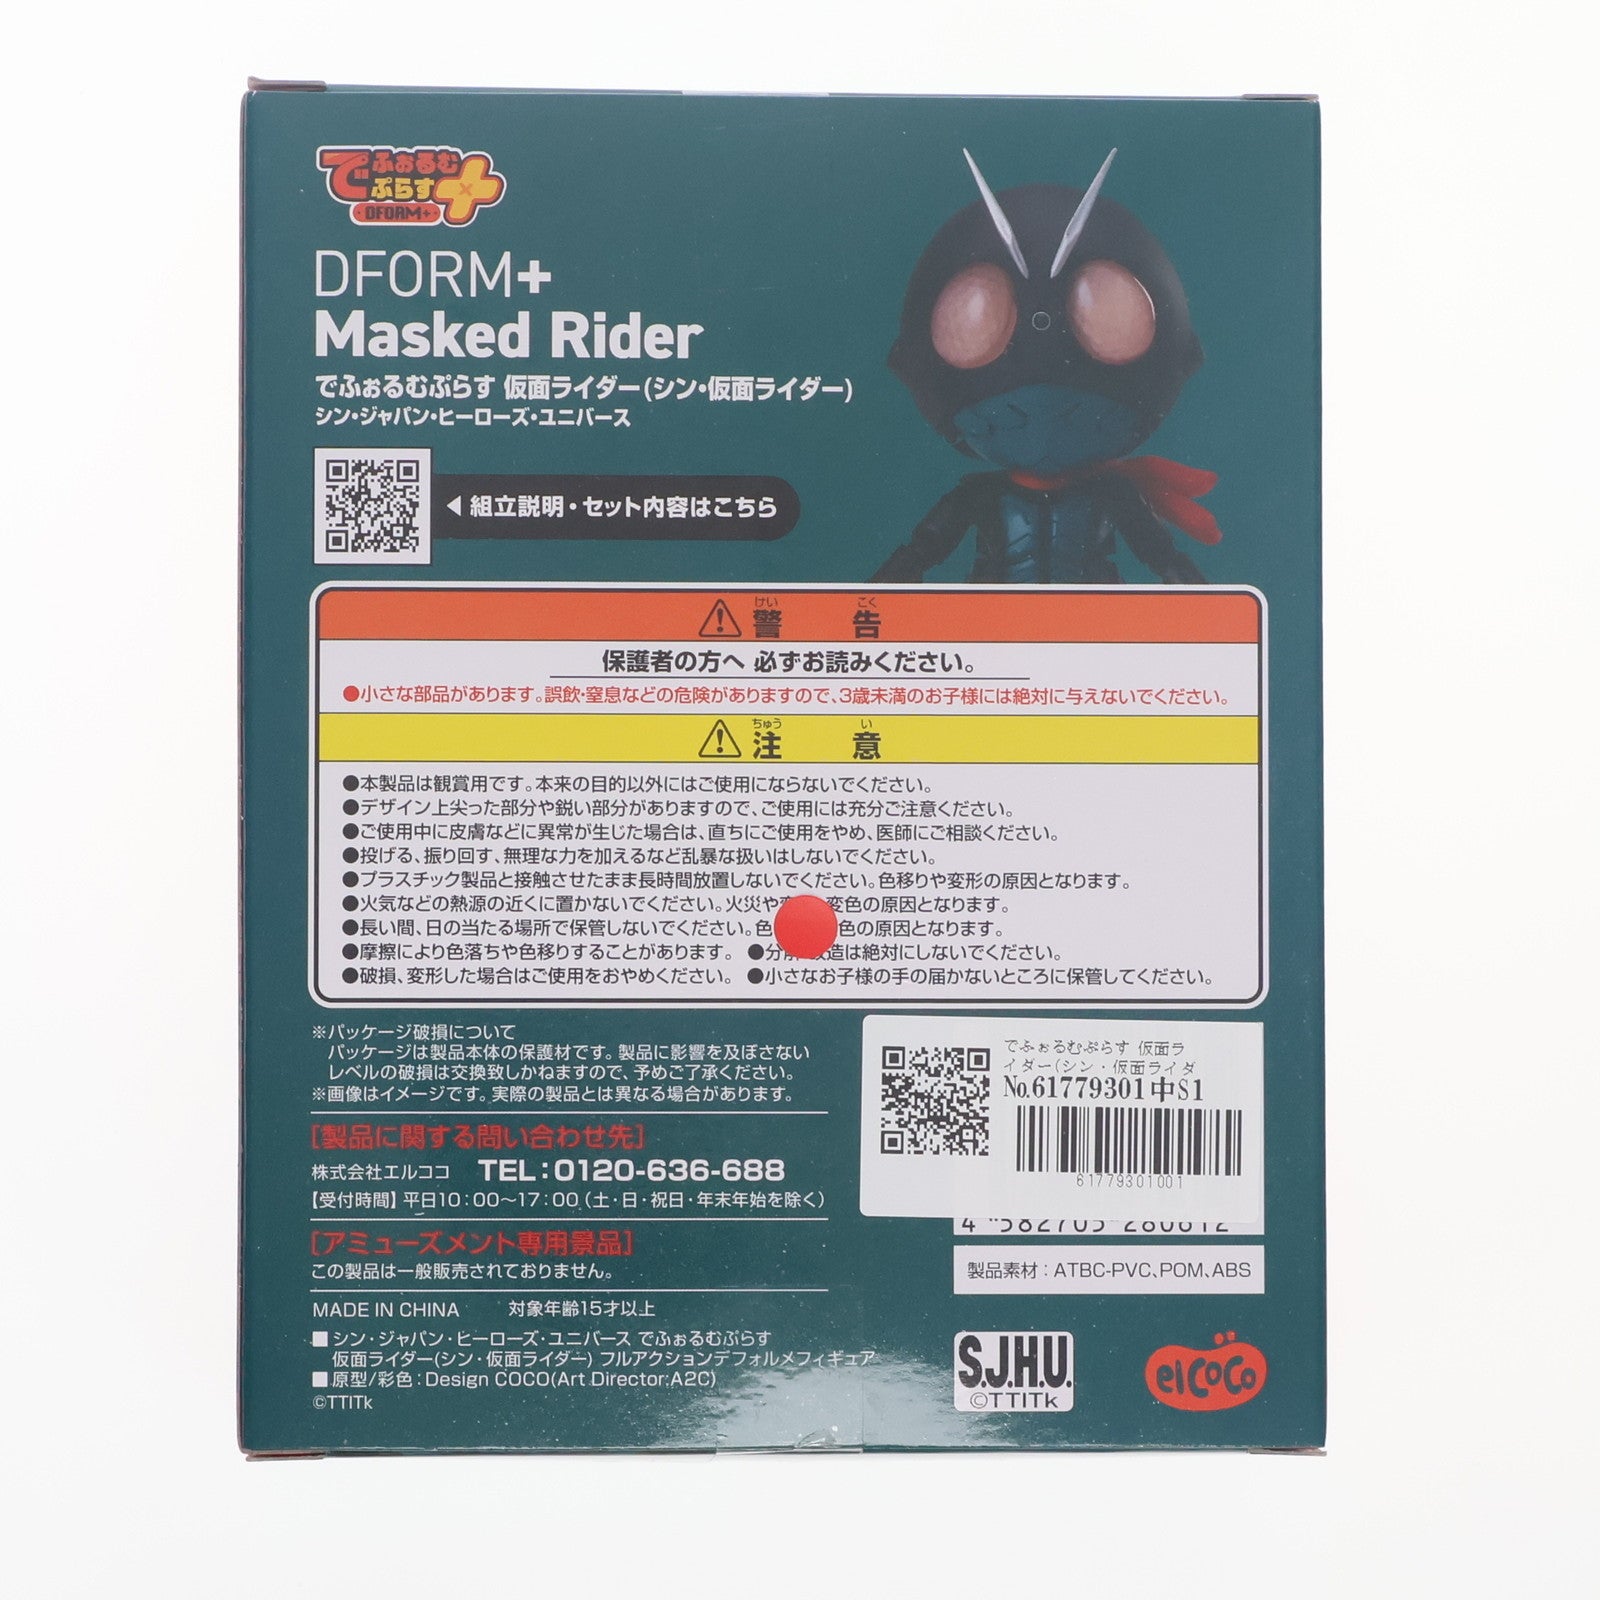 でふぉるむ
ぷらす
DFORM+
DFORM+
Masked Rider
でふぉるむぷらす 仮面ライダー(シン・仮面ライダー)
シン・ジャパン・ヒーローズ・ユニバース
組立説明・セット内容はこちら
けい こく
警 告
保護者の方へ 必ずお読みください。
●小さな部品があります。誤飲・窒息などの危険がありますので、3歳未満のお子様には絶対に与えないでください。
ちゅう い
注 意
●本製品は観賞用です。本来の目的以外にはご使用にならないでください。
●デザイン上尖った部分や鋭い部分がありますので、ご使用には充分ご注意ください。
●ご使用中に皮膚などに異常が生じた場合は、直ちにご使用をやめ、医師にご相談ください。
●投げる、振り回す、無理な力を加えるなど乱暴な扱いはしないでください。
●プラスチック製品と接触させたまま長時間放置しないでください。色移りや変形の原因となります。
●火気などの熱源の近くに置かないでください。火災や 変色の原因となります。
●長い間、日の当たる場所で保管しないでください。色 色の原因となります。
●摩擦により色落ちや色移りすることがあります。 ●分解 改造は絶対にしないでください。
●破損、変形した場合はご使用をおやめください。 ●小さなお子様の手の届かないところに保管してください。
※パッケージ破損について
パッケージは製品本体の保護材です。製品に影響を及ぼさない
レベルの破損は交換致しかねますので、予めご了承ください。
※画像はイメージです。実際の製品とは異なる場合があります。
[製品に関する問い合わせ先]
株式会社エルココ TEL:0120-636-688
【受付時間】平日10:00〜17:00(土・日・祝日・年末年始を除く)
[アミューズメント専用景品]
この製品は一般販売されておりません。
MADE IN CHINA 対象年齢15才以上
■シン・ジャパン・ヒーローズ・ユニバース でふぉるむぷらす
仮面ライダー(シン・仮面ライダー) フルアクションデフォルメフィギュア
■原型/彩色:Design COCO(Art Director:A2C)
©TTITk
でふぉるむぷらす 仮面ラ
イダー(シン・仮面ライダ
No.61779301中S1
61779301001
4 582705 280612
製品素材:ATBC-PVC、POM、ABS
S.J.H.U.
©TTITk
elcoco